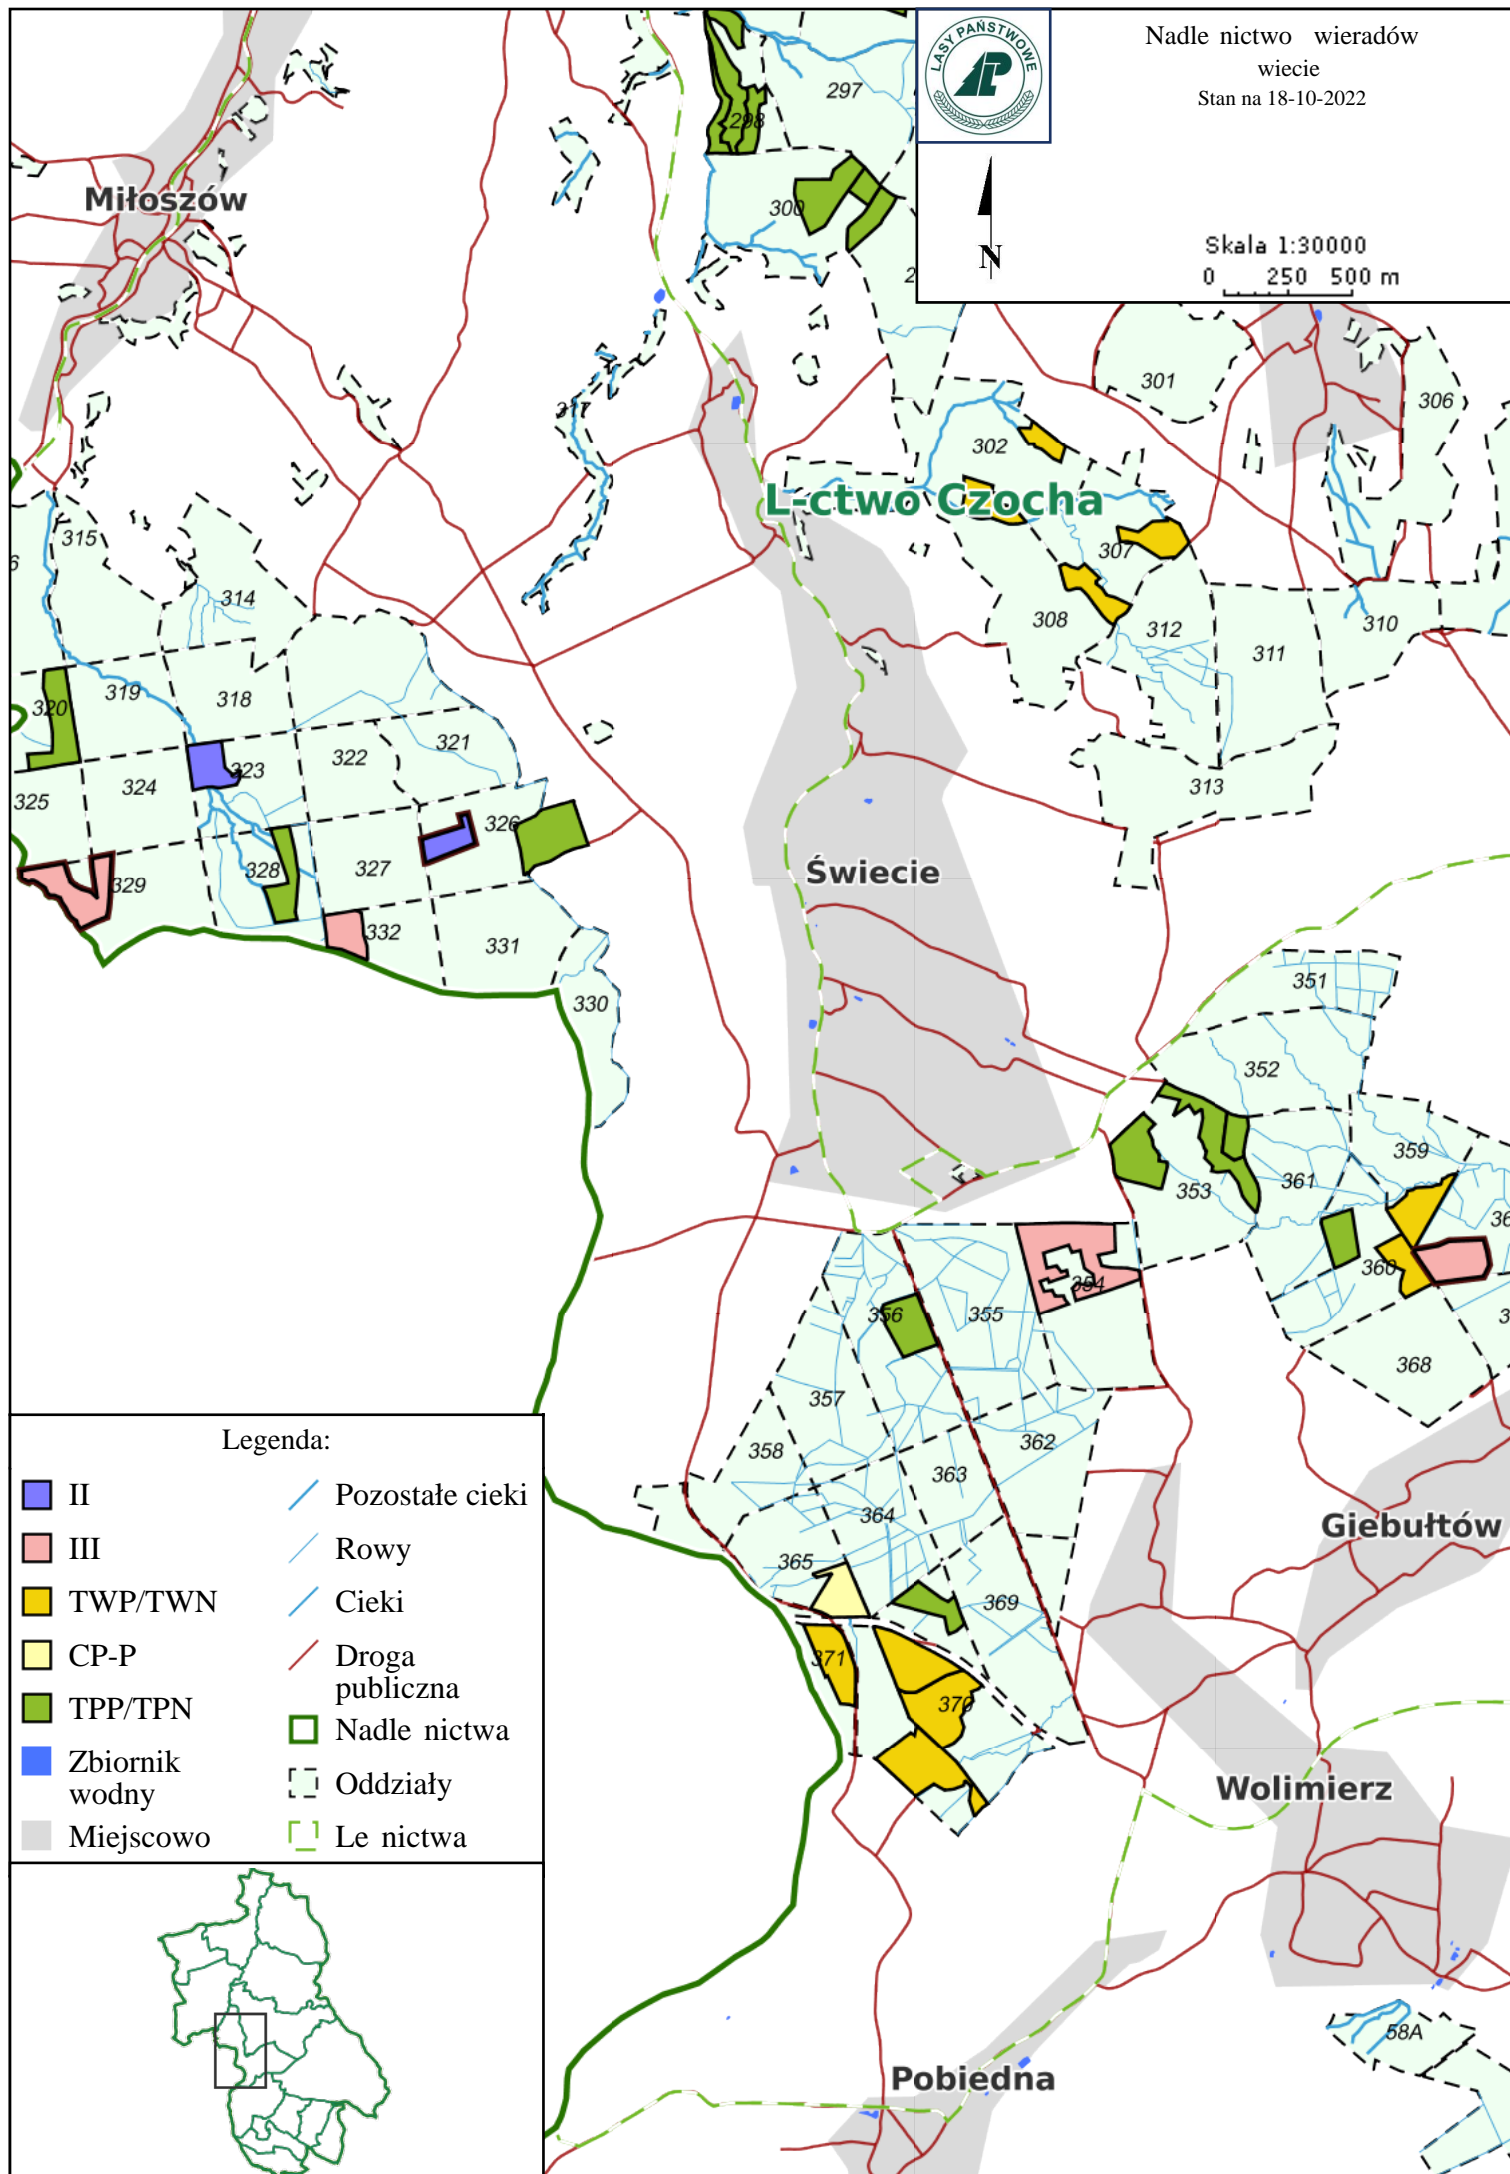 LASY PAŃSTWOWE
Nadle nictwo wieradów
wiecie
Stan na 18-10-2022
N
Skala 1:30000
0 250 500 m
297
298
300
2
Miłoszów
301
306
317
302
L-ctwo Czocha
315
6
307
314
308
312
310
311
319
318
320
321
322
323
313
324
325
326
Świecie
327
328
329
332
331
351
330
352
359
353
361
36
360
354
356
355
3
368
357
358
362
363
364
Giebułtów
365
369
371
370
Wolimierz
58A
Pobiedna
Legenda:
II
III
TWP/TWN
CP-P
TPP/TPN
Zbiornik
wodny
Miejscowo
Pozostałe cieki
Rowy
Cieki
Droga
publiczna
Nadle nictwa
Oddziały
Le nictwa